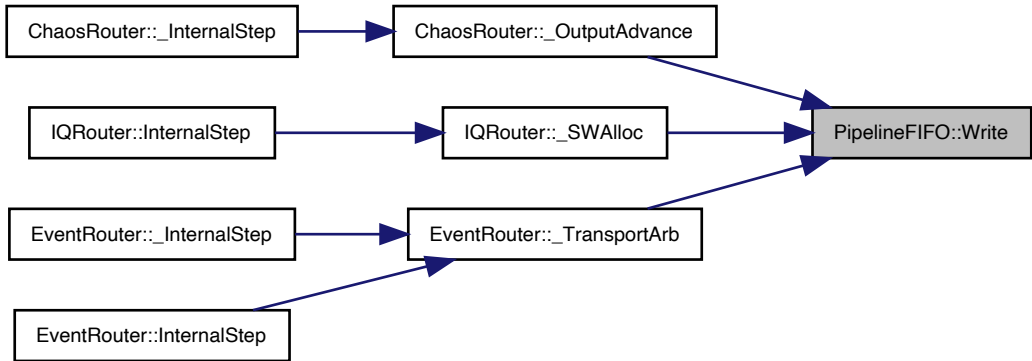 ChaosRouter::_InternalStep
ChaosRouter::_OutputAdvance
IQRouter::InternalStep
IQRouter::_SWAlloc
PipelineFIFO::Write
EventRouter::_InternalStep
EventRouter::_TransportArb
EventRouter::InternalStep